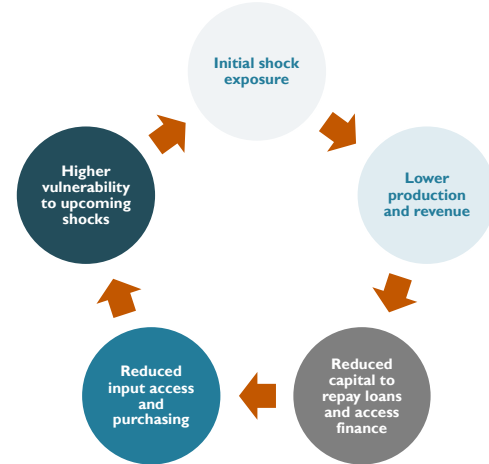 Initial shock
exposure
Lower
production
and revenue
Reduced
capital to
repay loans
and access
finance
Reduced
input access
and
purchasing
Higher
vulnerability
to upcoming
shocks